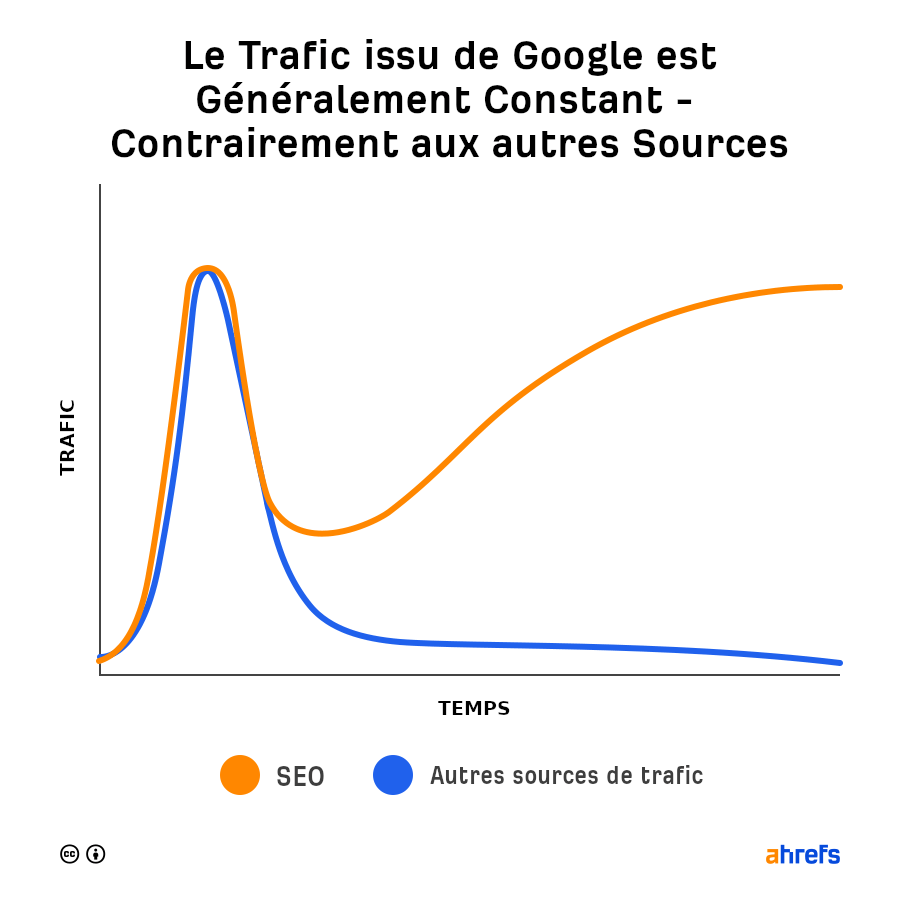 Le Trafic issu de Google est
Généralement Constant -
Contrairement aux autres Sources
TRAFIC
TEMPS
SEO
Autres sources de trafic
cc
ahrefs